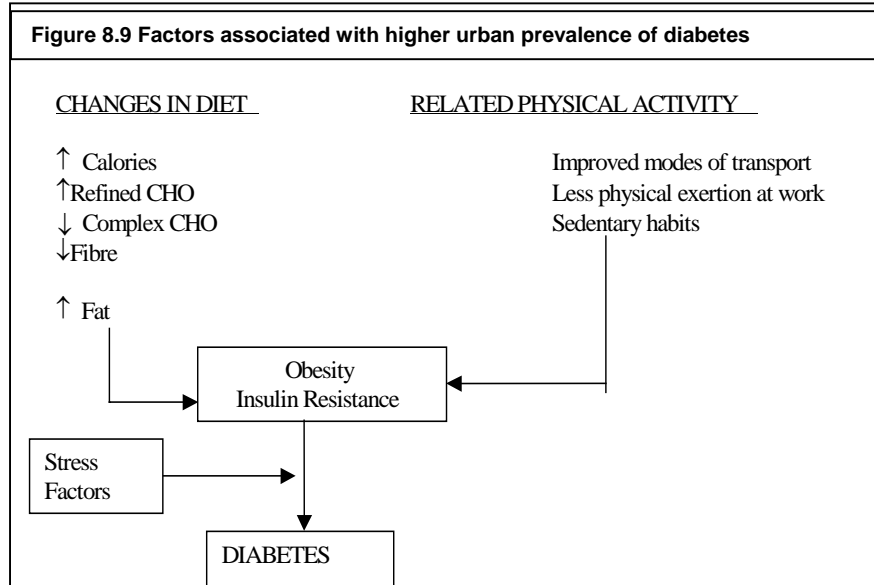 Figure 8.9 Factors associated with higher urban prevalence of diabetes
CHANGES IN DIET
↑ Calories
↑Refined CHO
↓ Complex CHO
↓Fibre
↑ Fat
RELATED PHYSICAL ACTIVITY
Improved modes of transport
Less physical exertion at work
Sedentary habits
Obesity
Insulin Resistance
Stress
Factors
DIABETES